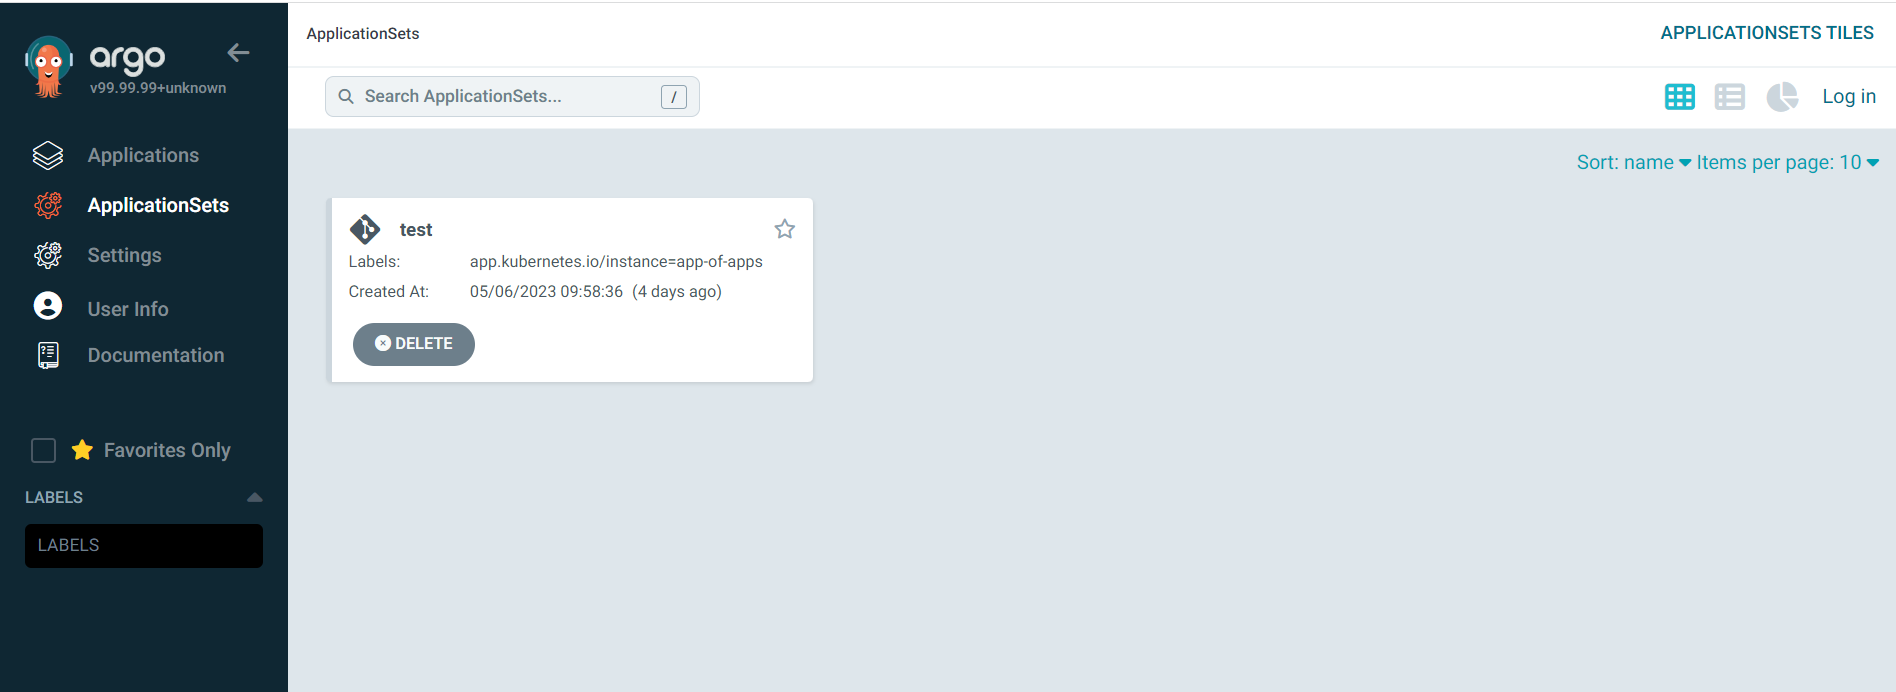 argo
v99.99.99+unknown
Applications
ApplicationSets
Settings
User Info
Documentation
Favorites Only
LABELS
LABELS
ApplicationSets
APPLICATIONSETS TILES
Search ApplicationSets...
/
Log in
Sort: name Items per page: 10
test
Labels: app.kubernetes.io/instance=app-of-apps
Created At: 05/06/2023 09:58:36 (4 days ago)
DELETE